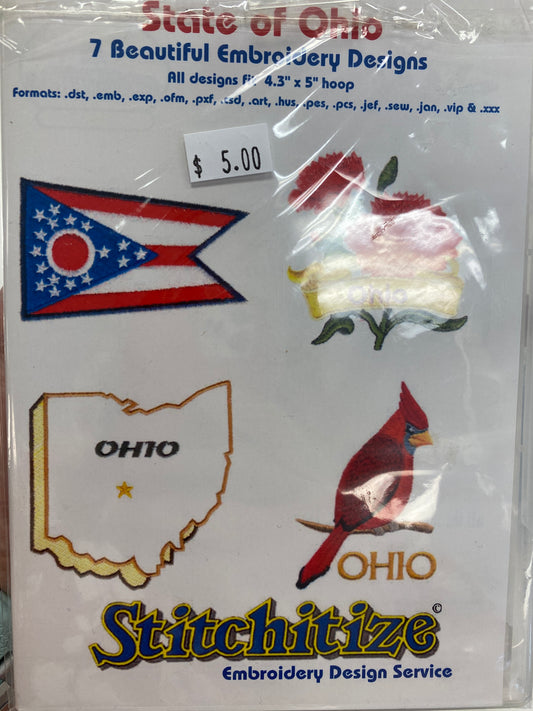 State of Ohio
7 Beautiful Embroidery Designs
All designs fit 4.3" x 5" hoop
Formats: .dst, .emb, .exp, .ofm, .pxf, .csd, .art, .hus, .pes, .pcs, .jef, .sew, .jan, .vip & .xxx
$ 5.00
OHIO
OHIO
Stitchitize©
Embroidery Design Service